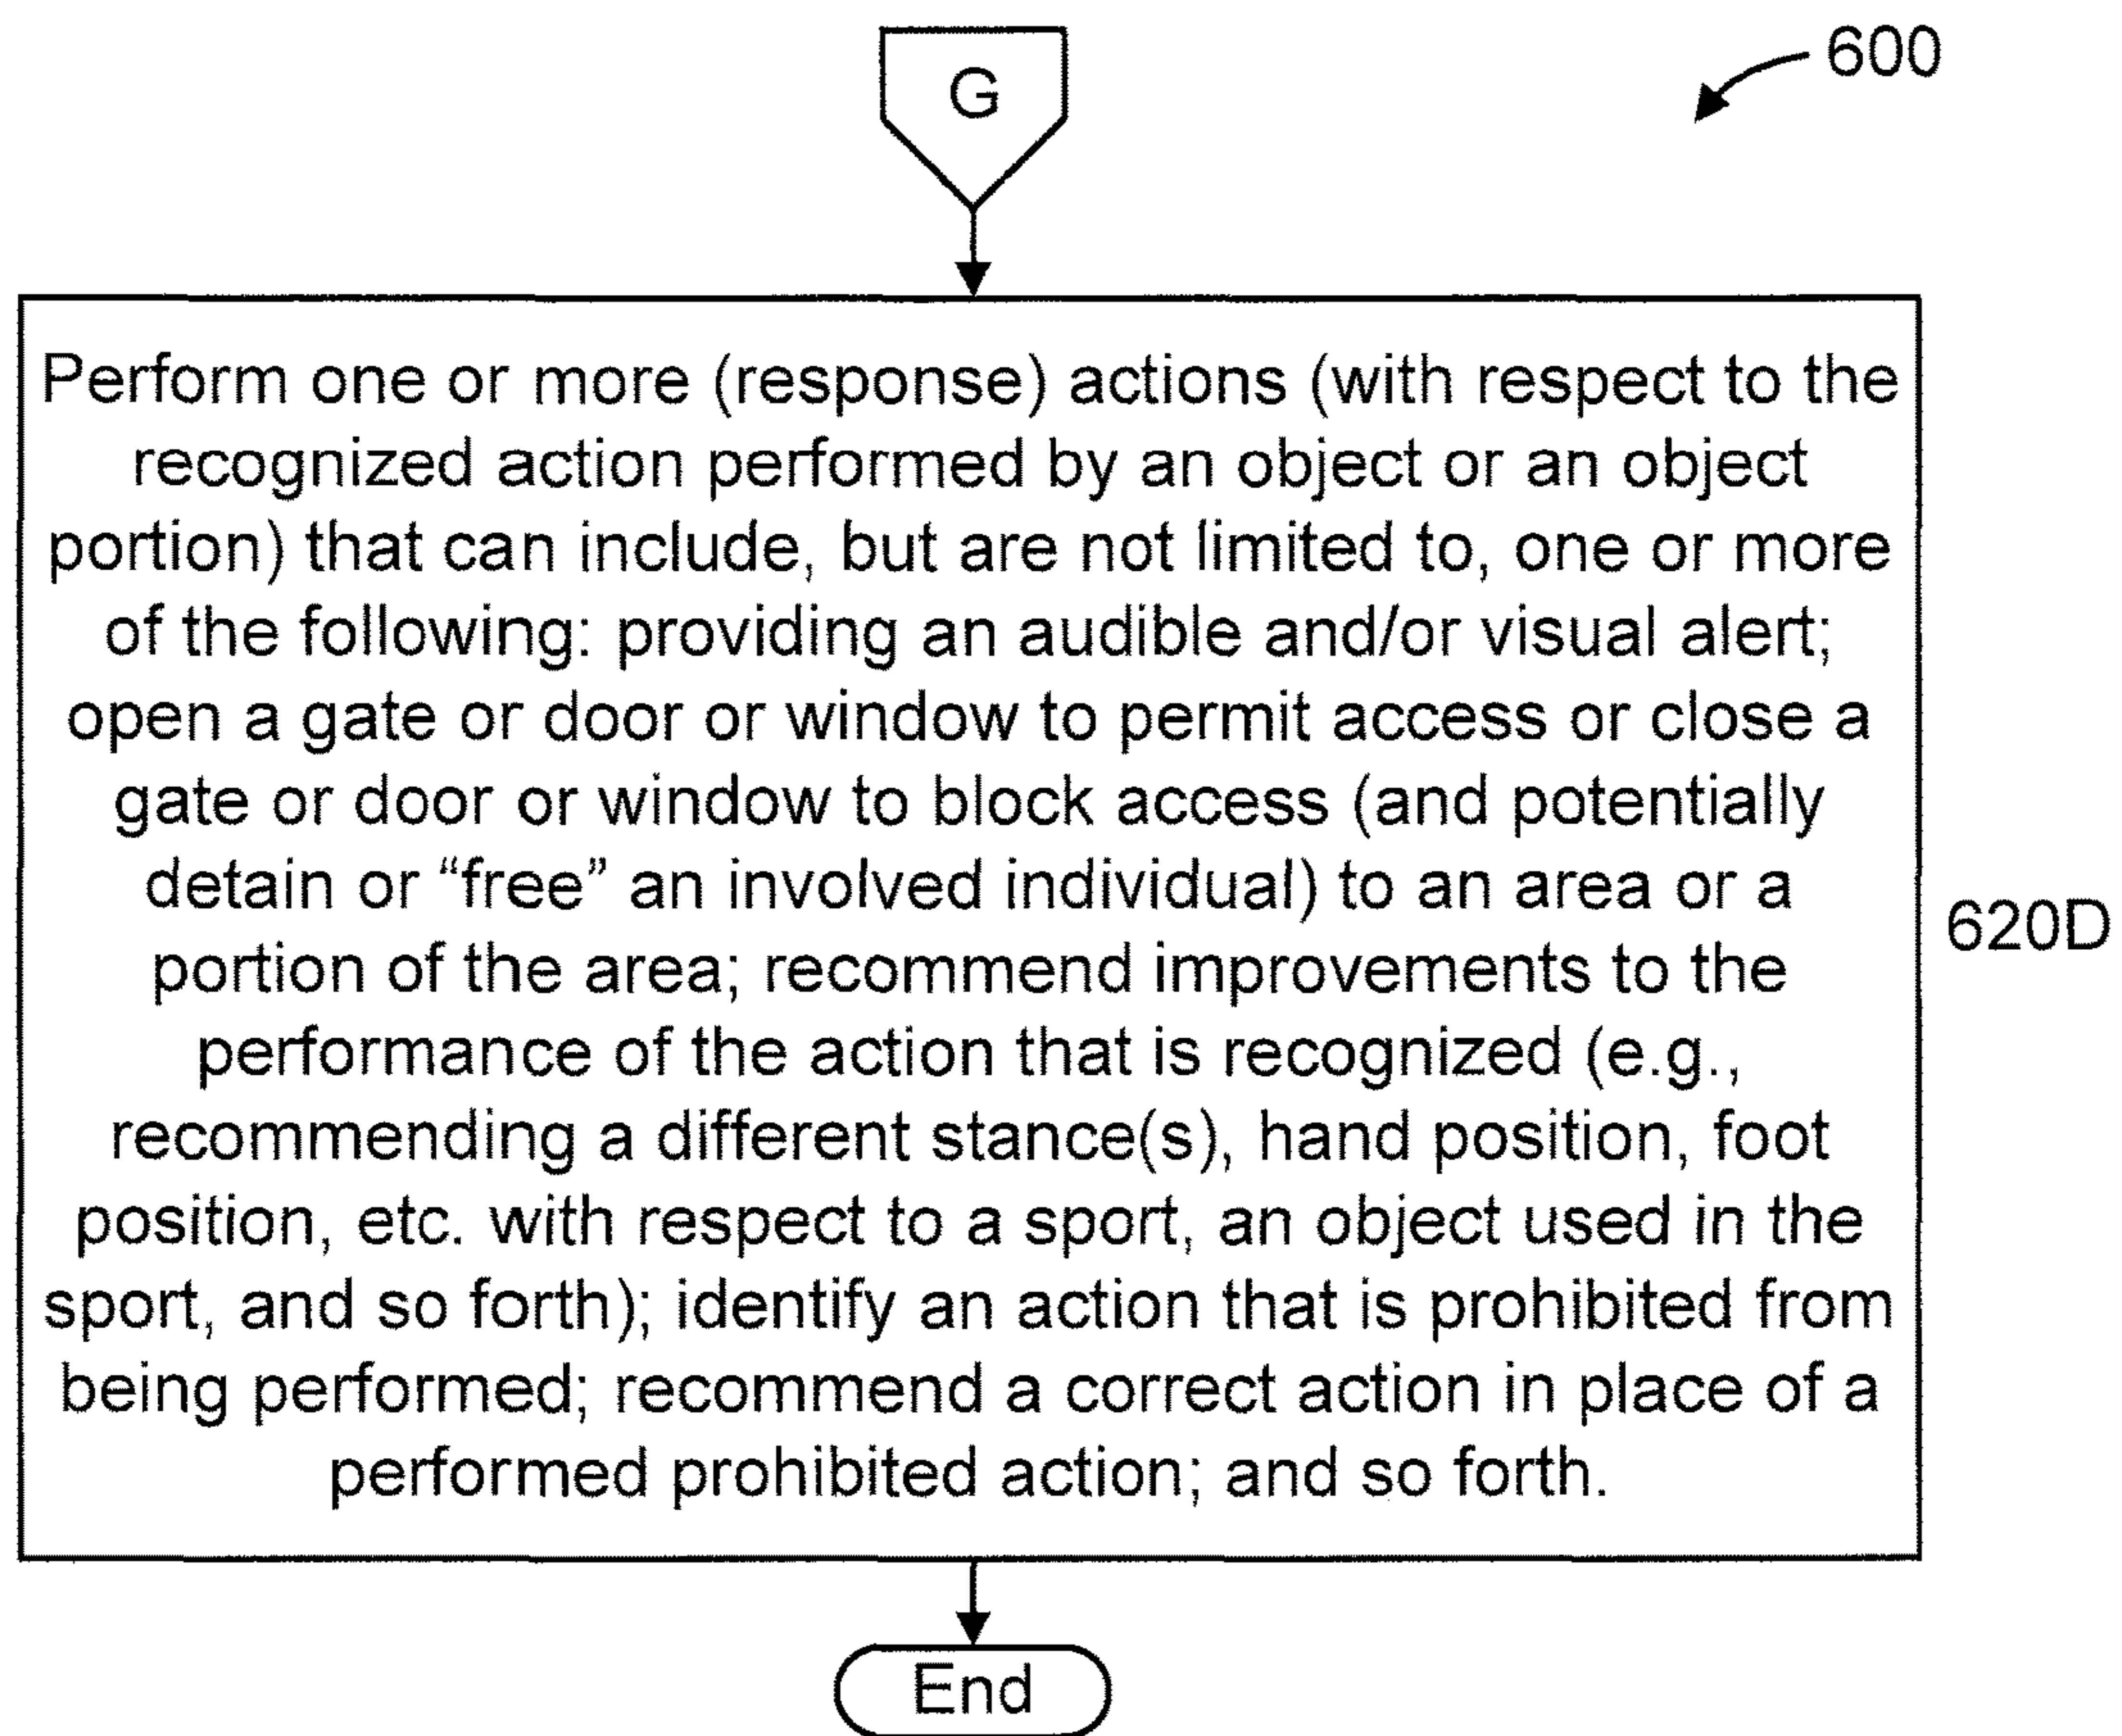 G
600
Perform one or more (response) actions (with respect to the
recognized action performed by an object or an object
portion) that can include, but are not limited to, one or more
of the following: providing an audible and/or visual alert;
open a gate or door or window to permit access or close a
gate or door or window to block access (and potentially
detain or “free” an involved individual) to an area or a
portion of the area; recommend improvements to the
performance of the action that is recognized (e.g.,
recommending a different stance(s), hand position, foot
position, etc. with respect to a sport, an object used in the
sport, and so forth); identify an action that is prohibited from
being performed; recommend a correct action in place of a
performed prohibited action; and so forth.
620D
End